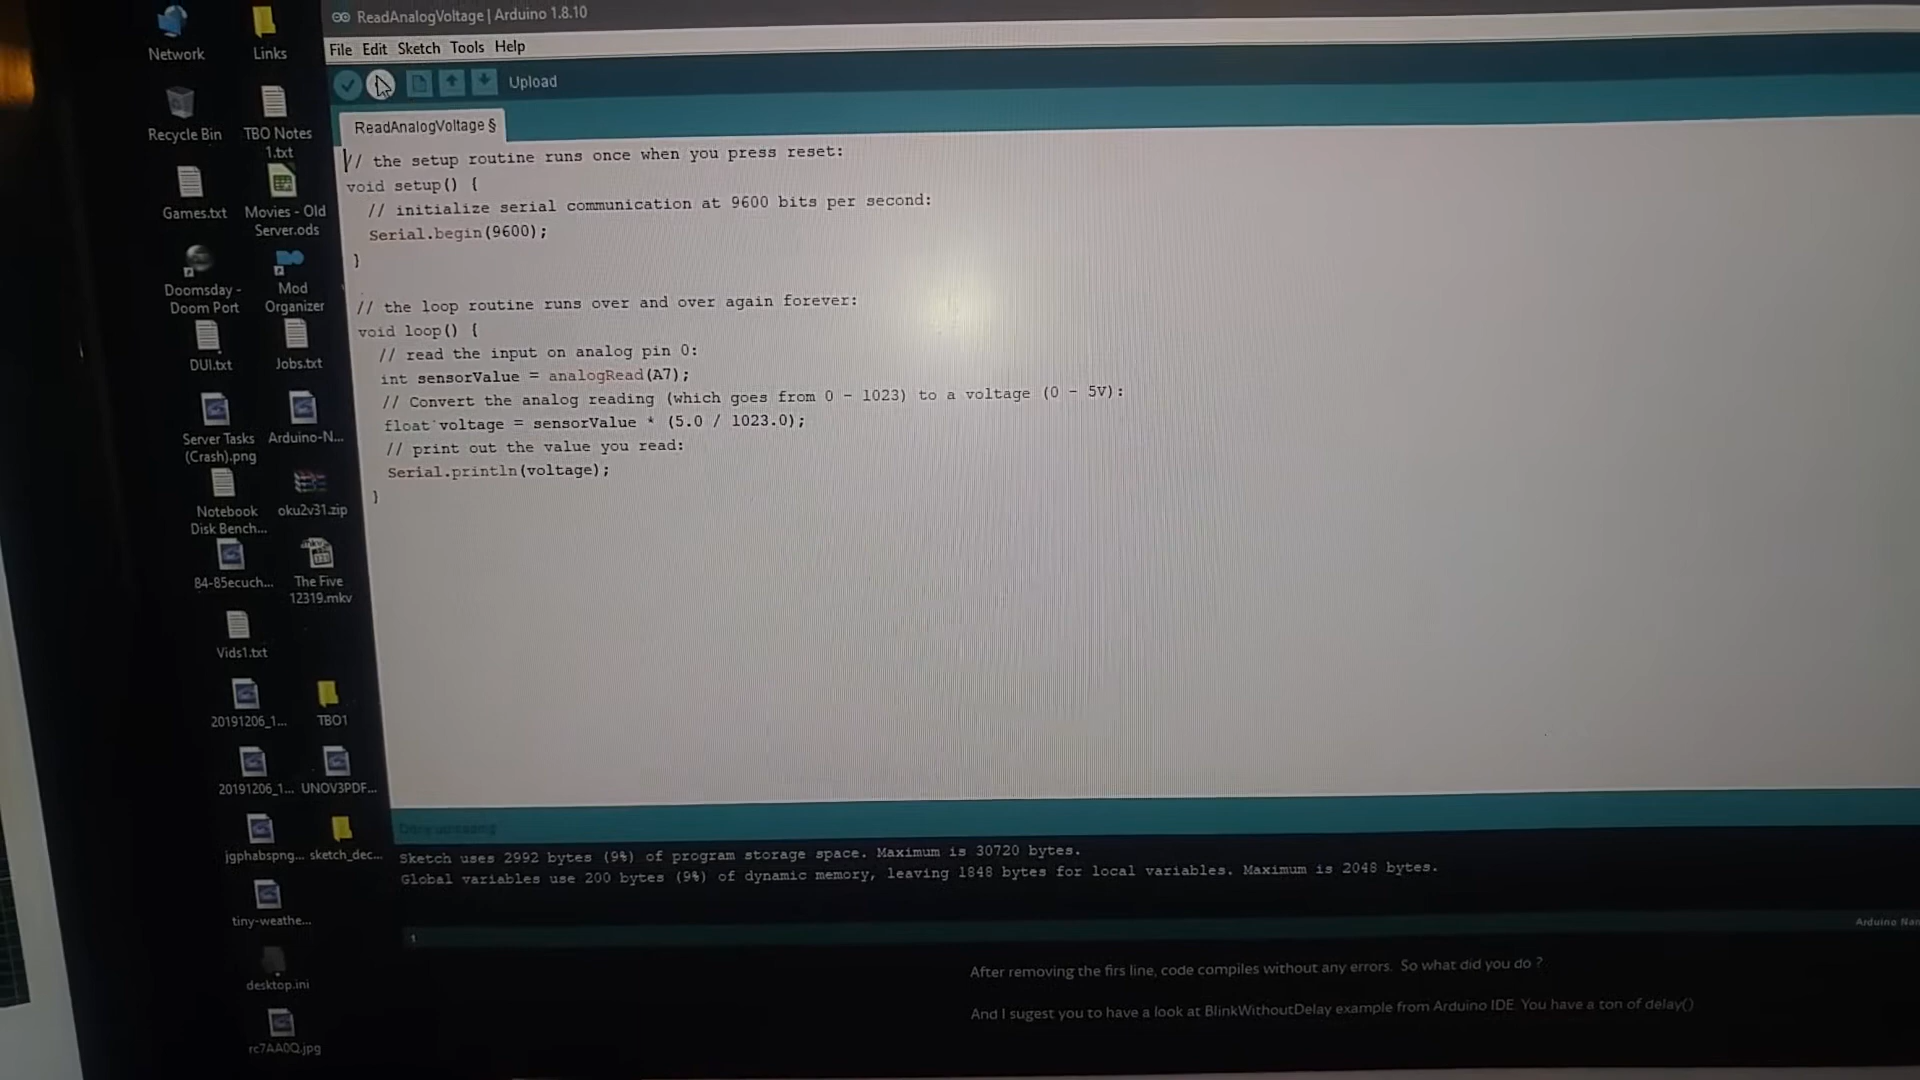 ReadAnalogVoltage | Arduino 1.8.10
File Edit Sketch Tools Help
Upload
ReadAnalogVoltage §
// the setup routine runs once when you press reset:
void setup() {
// initialize serial communication at 9600 bits per second:
Serial.begin(9600);
}
// the loop routine runs over and over again forever:
void loop() {
// read the input on analog pin 0:
int sensorValue = analogRead(A7);
// Convert the analog reading (which goes from 0 - 1023) to a voltage (0 - 5V):
float voltage = sensorValue * (5.0 / 1023.0);
// print out the value you read:
Serial.println(voltage);
}
Done uploading.
Sketch uses 2992 bytes (9%) of program storage space. Maximum is 30720 bytes.
Global variables use 200 bytes (9%) of dynamic memory, leaving 1848 bytes for local variables. Maximum is 2048 bytes.
1
Arduino Nan
After removing the firs line, code compiles without any errors. So what did you do ?
And I sugest you to have a look at BlinkWithoutDelay example from Arduino IDE. You have a ton of delay()
Network
Links
Recycle Bin
TBO Notes
1.txt
Games.txt
Movies - Old
Server.ods
Doomsday -
Doom Port
Mod
Organizer
DUI.txt
Jobs.txt
Server Tasks
(Crash).png
Arduino-N...
Notebook
Disk Bench...
oku2v31.zip
84-85ecuch...
The Five
12319.mkv
Vids1.txt
20191206_1...
TBO1
20191206_1...
UNOV3PDF...
jgphabspng...
sketch_dec...
tiny-weathe...
desktop.ini
rc7AA0Q.jpg